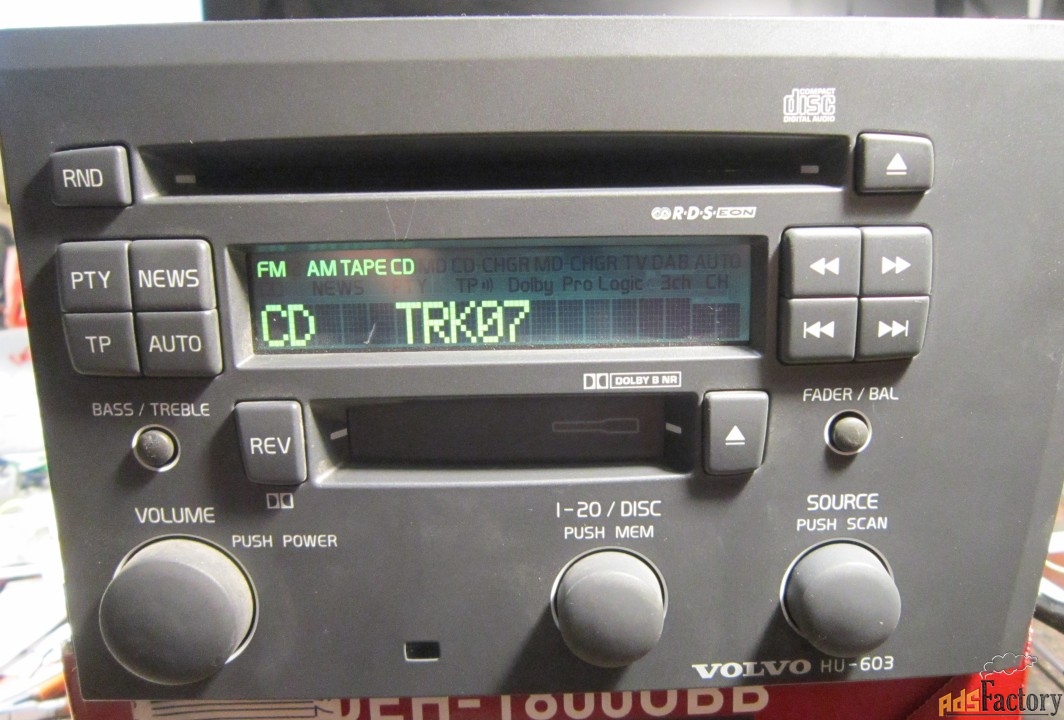 COMPACT
disc
DIGITAL AUDIO
RND
R·D·S EON
PTY NEWS
TP AUTO
FM AM TAPE CD MD CD-CHGR MD-CHGR TV DAB AUTO
NEWS PTY TP Dolby Pro Logic 3ch CH
CD TRK07
DOLBY B NR
BASS / TREBLE
FADER / BAL
REV
VOLUME
PUSH POWER
1-20 / DISC
PUSH MEM
SOURCE
PUSH SCAN
VOLVO HU-603
DEH-1800UBB
AdsFactory